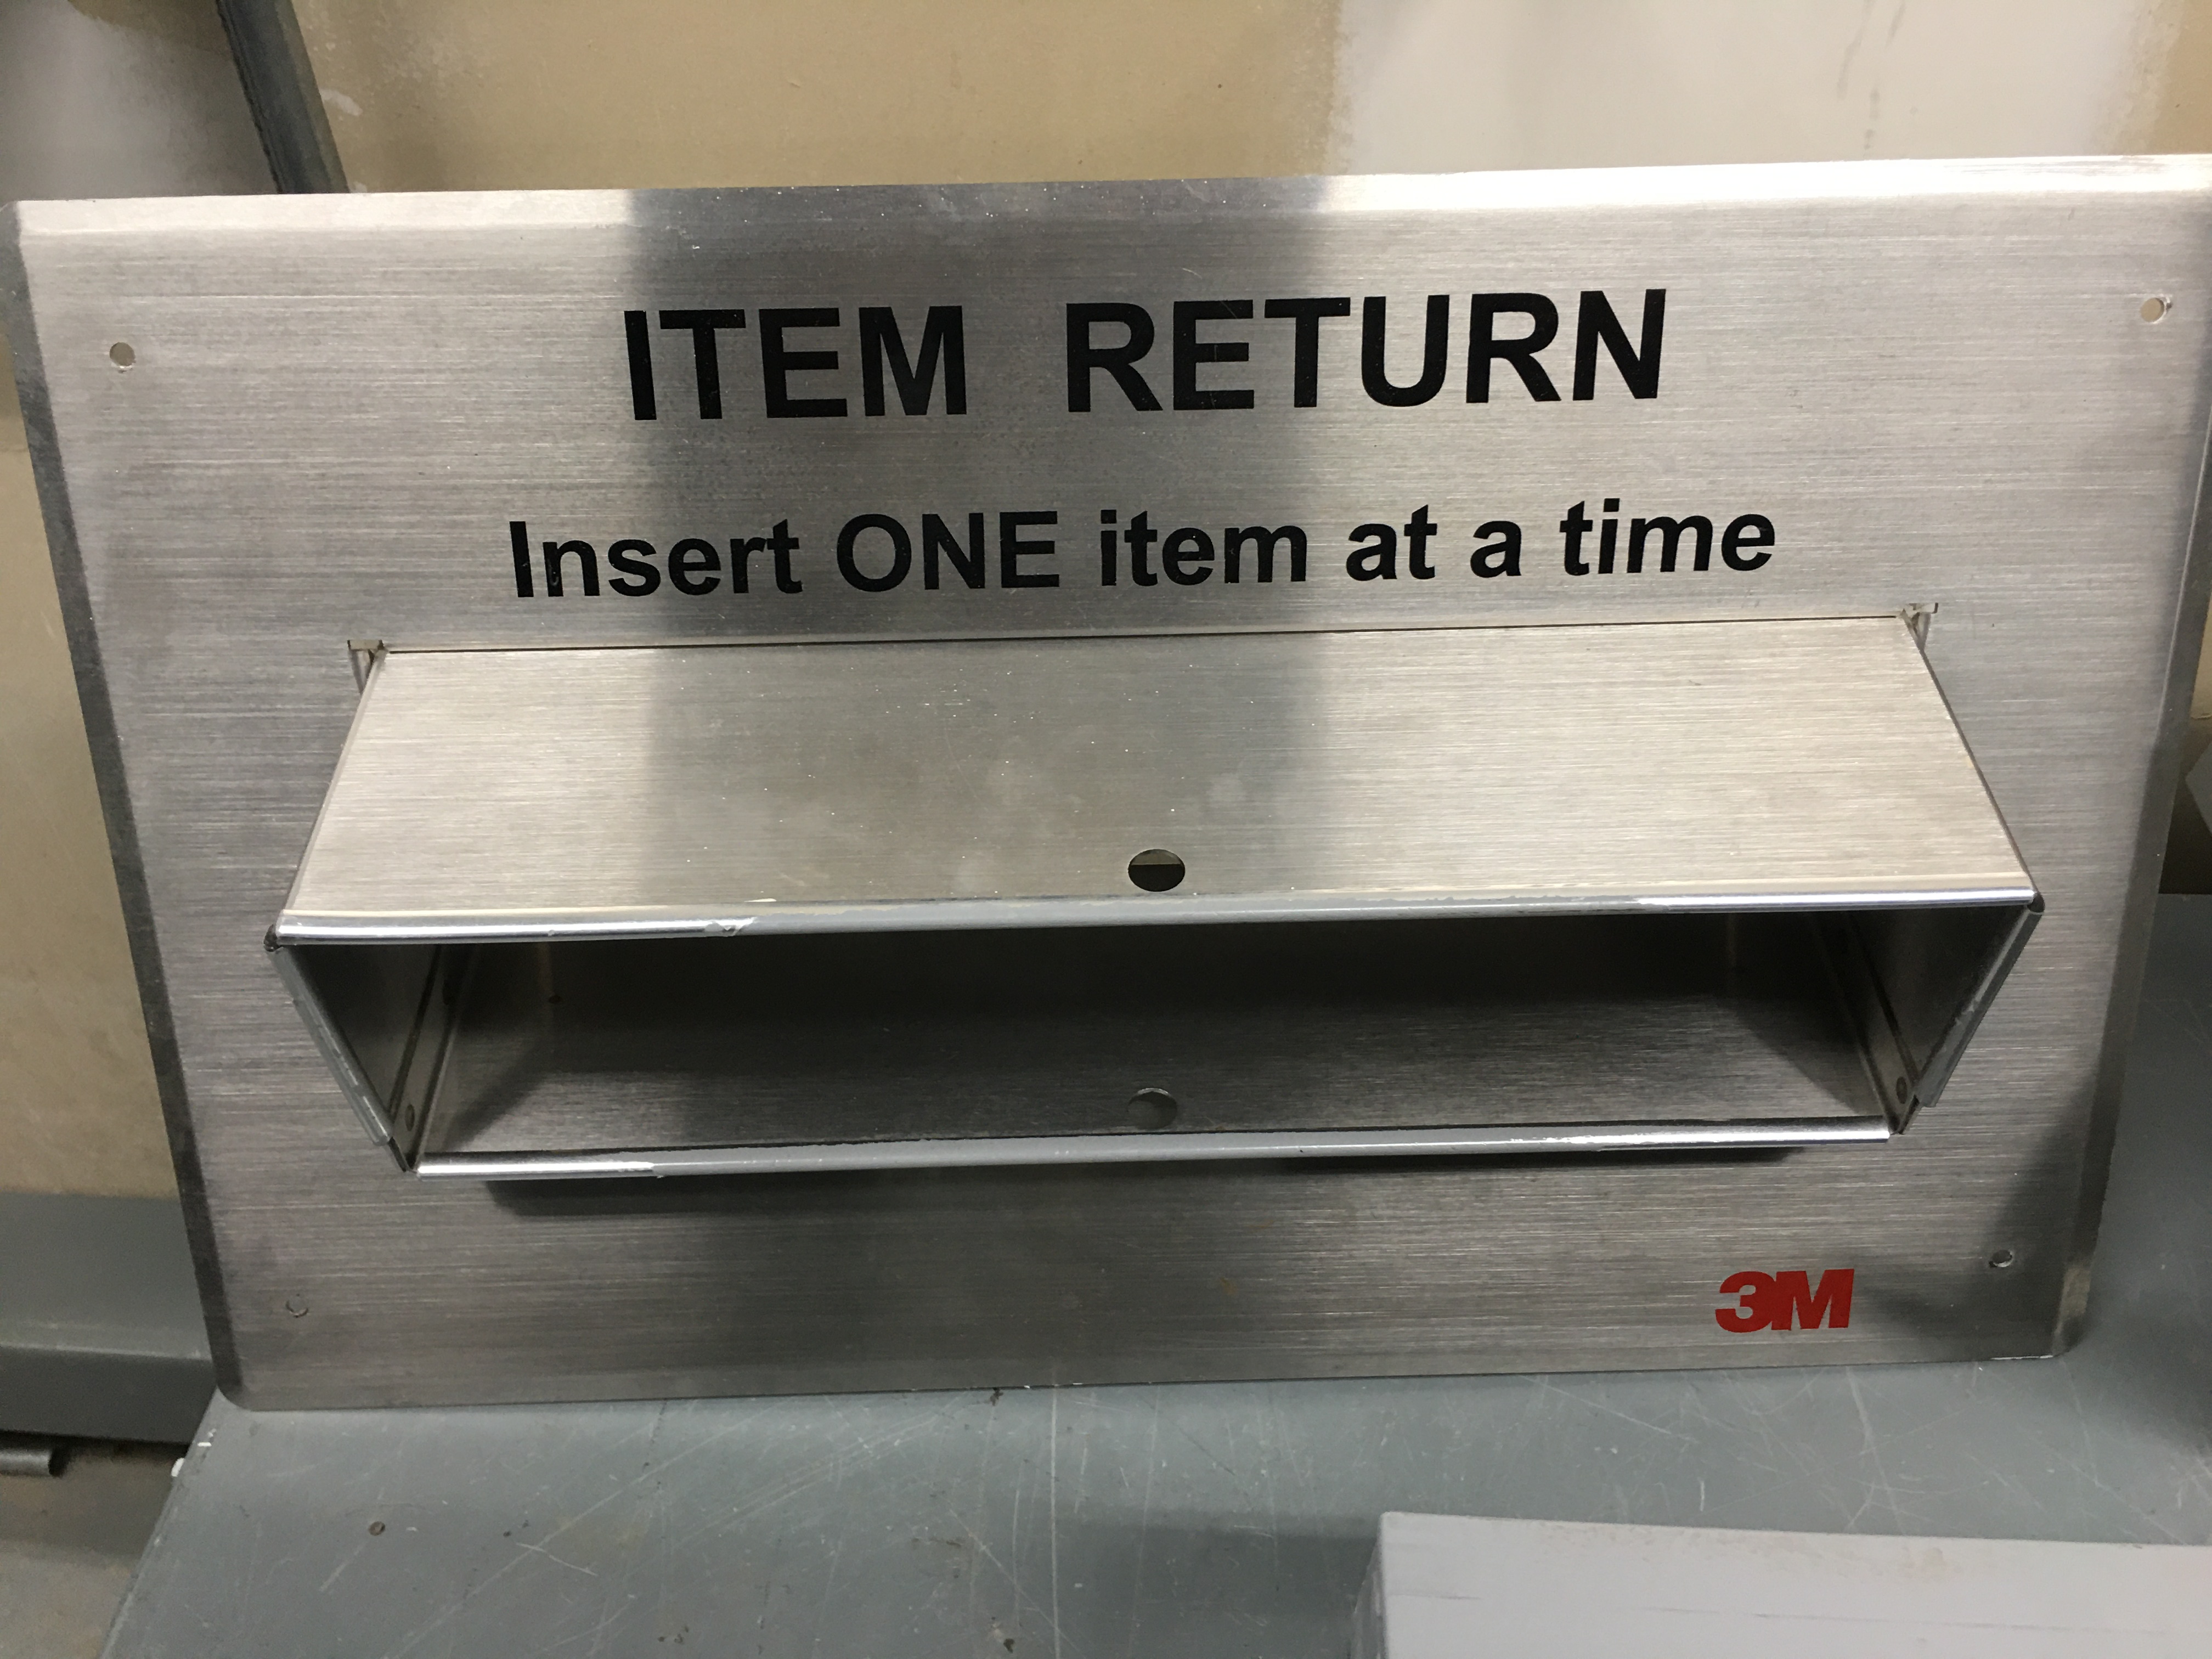 ITEM RETURN
Insert ONE item at a time
3M